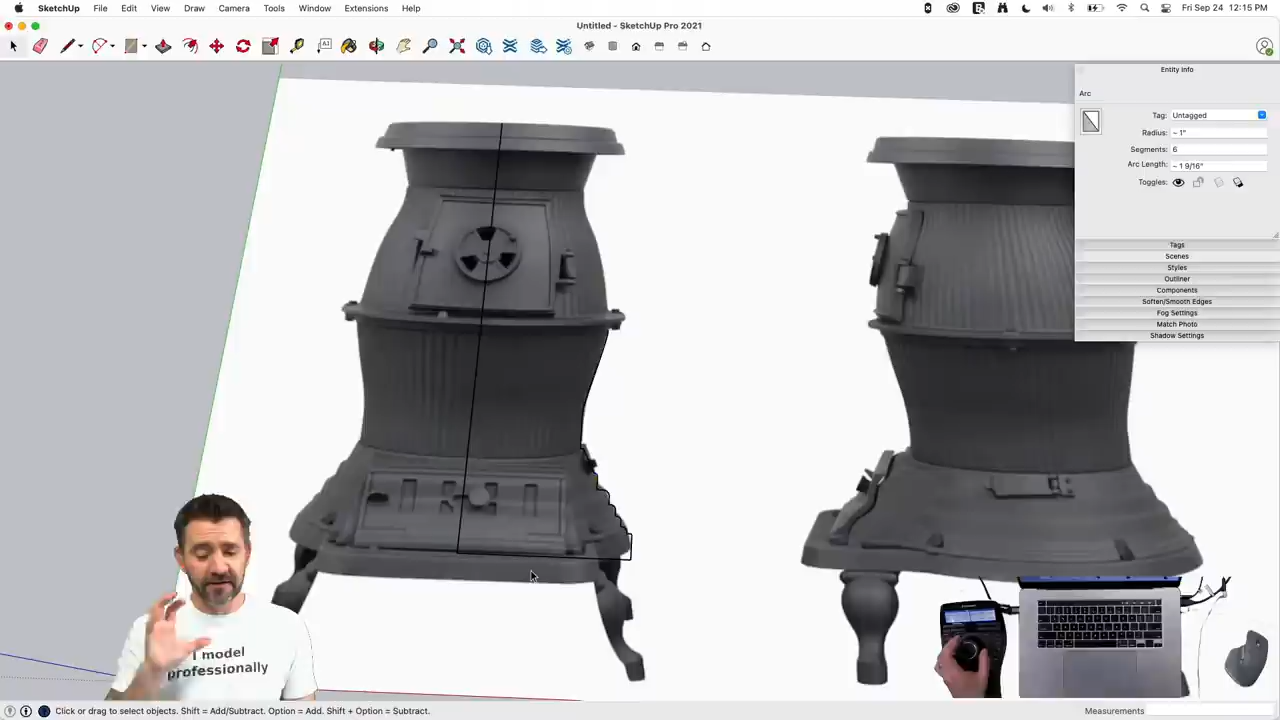 SketchUp File Edit View Draw Camera Tools Window Extensions Help
Fri Sep 24 12:15 PM
Untitled - SketchUp Pro 2021
Entity Info
Arc
Tag: Untagged
Radius: ~ 1"
Segments: 6
Arc Length: ~ 1 9/16"
Toggles:
Tags
Scenes
Styles
Outliner
Components
Soften/Smooth Edges
Fog Settings
Match Photo
Shadow Settings
I model
professionally
Click or drag to select objects. Shift = Add/Subtract. Option = Add. Shift + Option = Subtract.
Measurements